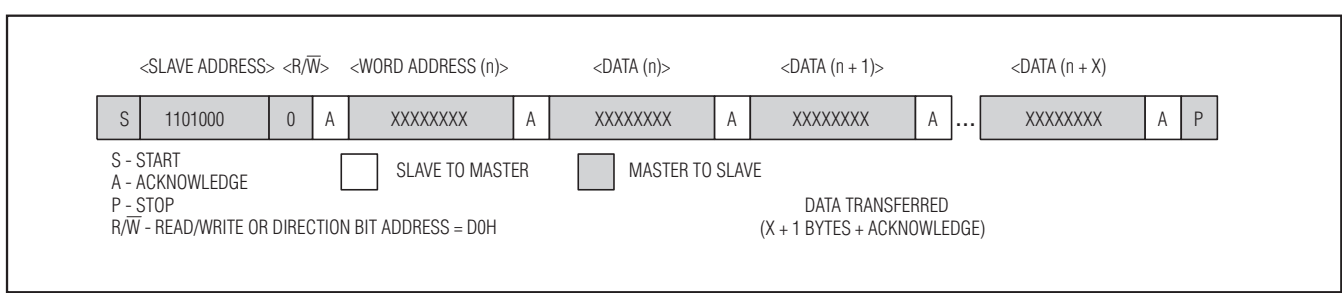 <SLAVE ADDRESS> <R/W̅> <WORD ADDRESS (n)> <DATA (n)> <DATA (n + 1)> <DATA (n + X)
S 1101000 0 A XXXXXXXX A XXXXXXXX A XXXXXXXX A ... XXXXXXXX A P
S - START
A - ACKNOWLEDGE
P - STOP
R/W̅ - READ/WRITE OR DIRECTION BIT ADDRESS = D0H
SLAVE TO MASTER
MASTER TO SLAVE
DATA TRANSFERRED
(X + 1 BYTES + ACKNOWLEDGE)